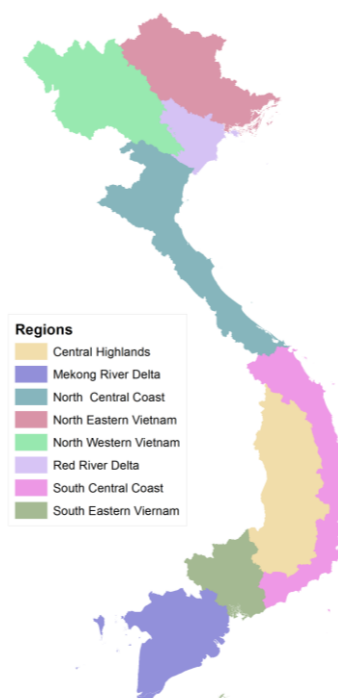 Regions
Central Highlands
Mekong River Delta
North Central Coast
North Eastern Vietnam
North Western Vietnam
Red River Delta
South Central Coast
South Eastern Viernam